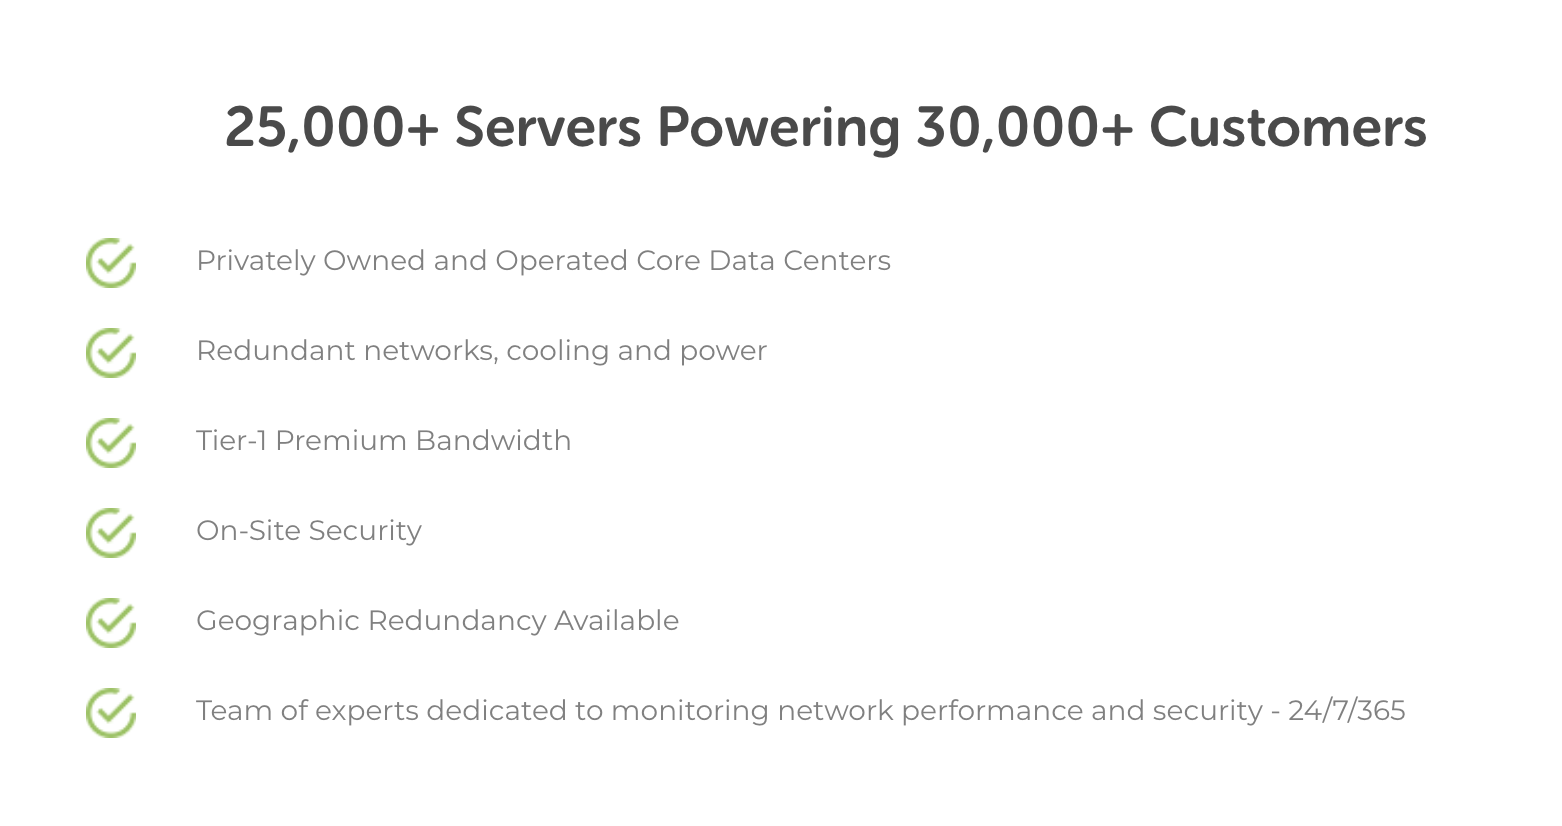 25,000+ Servers Powering 30,000+ Customers
Privately Owned and Operated Core Data Centers
Redundant networks, cooling and power
Tier-1 Premium Bandwidth
On-Site Security
Geographic Redundancy Available
Team of experts dedicated to monitoring network performance and security - 24/7/365